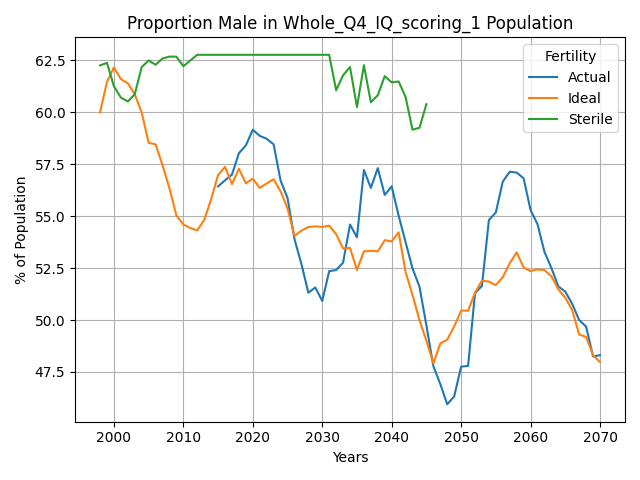 Proportion Male in Whole_Q4_IQ_scoring_1 Population
% of Population
62.5
60.0
57.5
55.0
52.5
50.0
47.5
Fertility
Actual
Ideal
Sterile
2000 2010 2020 2030 2040 2050 2060 2070
Years